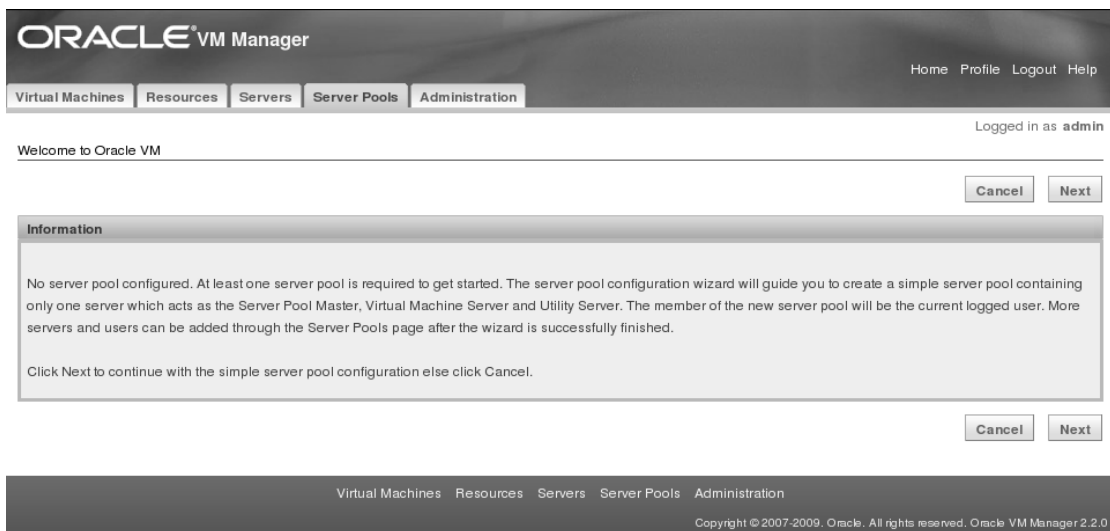 ORACLE VM Manager
Home Profile Logout Help
Virtual Machines Resources Servers Server Pools Administration
Logged in as admin
Welcome to Oracle VM
Cancel Next
Information
No server pool configured. At least one server pool is required to get started. The server pool configuration wizard will guide you to create a simple server pool containing
only one server which acts as the Server Pool Master, Virtual Machine Server and Utility Server. The member of the new server pool will be the current logged user. More
servers and users can be added through the Server Pools page after the wizard is successfully finished.
Click Next to continue with the simple server pool configuration else click Cancel.
Cancel Next
Virtual Machines Resources Servers Server Pools Administration
Copyright © 2007-2009. Oracle. All rights reserved. Oracle VM Manager 2.2.0